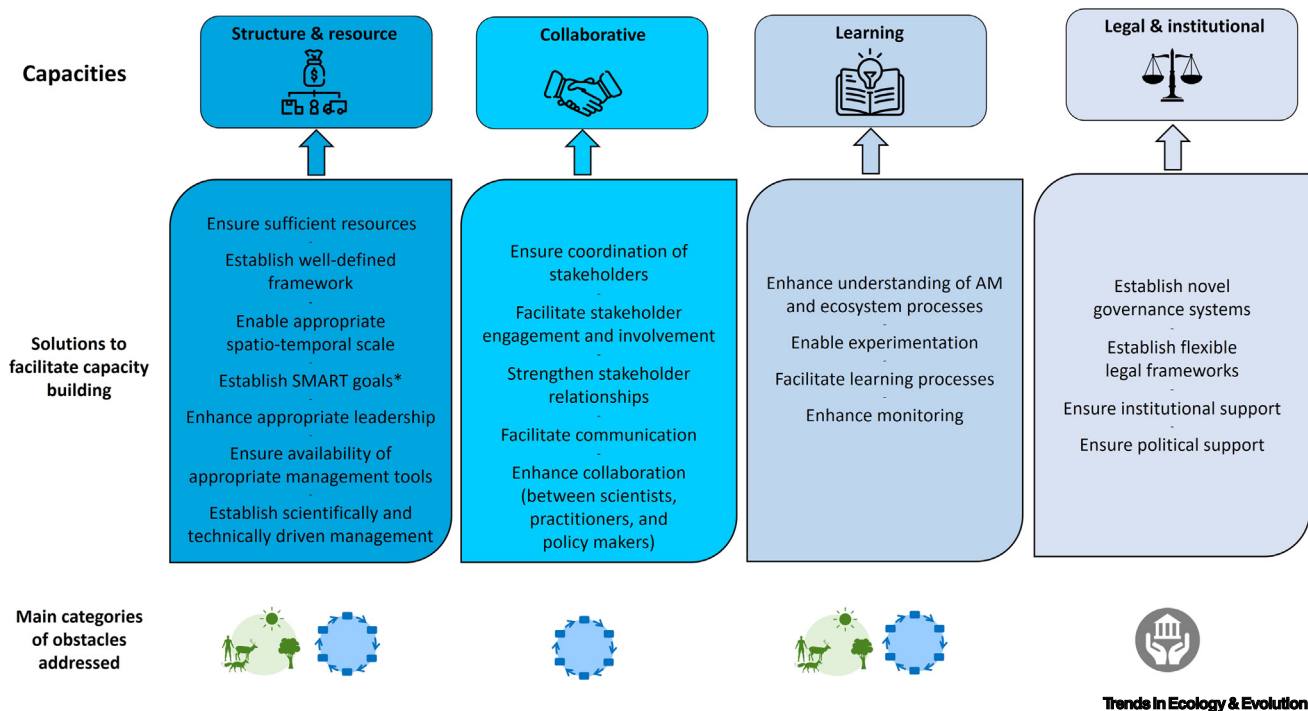 Structure & resource
Collaborative
Learning
Legal & institutional
Capacities
$
Solutions to
facilitate capacity
building
Ensure sufficient resources
-
Establish well-defined
framework
-
Enable appropriate
spatio-temporal scale
-
Establish SMART goals*
-
Enhance appropriate leadership
-
Ensure availability of
appropriate management tools
-
Establish scientifically and
technically driven management
Ensure coordination of
stakeholders
-
Facilitate stakeholder
engagement and involvement
-
Strengthen stakeholder
relationships
-
Facilitate communication
-
Enhance collaboration
(between scientists,
practitioners, and
policy makers)
Enhance understanding of AM
and ecosystem processes
-
Enable experimentation
-
Facilitate learning processes
-
Enhance monitoring
Establish novel
governance systems
-
Establish flexible
legal frameworks
-
Ensure institutional support
-
Ensure political support
Main categories
of obstacles
addressed
Trends in Ecology & Evolution